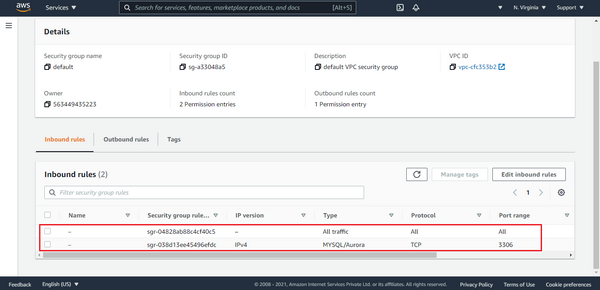 aws Services Search for services, features, marketplace products, and docs [Alt+S] N. Virginia Support
Details
Security group name Security group ID Description VPC ID
default sg-a33048a5 default VPC security group vpc-cfc353b2
Owner Inbound rules count Outbound rules count
563449435223 2 Permission entries 1 Permission entry
Inbound rules Outbound rules Tags
Inbound rules (2) Manage tags Edit inbound rules
Filter security group rules 1
Name Security group rule... IP version Type Protocol Port range
– sgr-04828ab88c4cf40c5 – All traffic All All
– sgr-038d13ee45496efdc IPv4 MYSQL/Aurora TCP 3306
Feedback English (US) © 2008 - 2021, Amazon Internet Services Private Ltd. or its affiliates. All rights reserved. Privacy Policy Terms of Use Cookie preferences